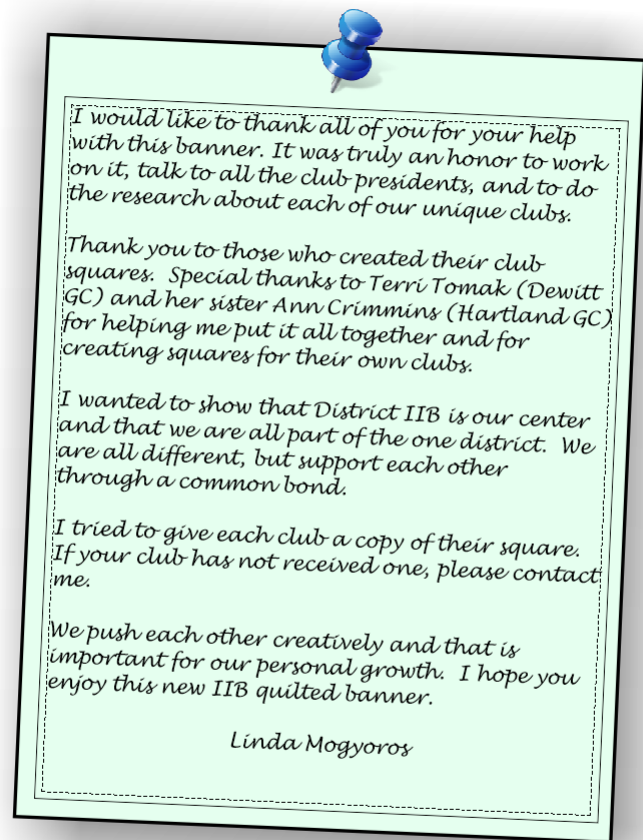 I would like to thank all of you for your help
with this banner. It was truly an honor to work
on it, talk to all the club presidents, and to do
the research about each of our unique clubs.
Thank you to those who created their club
squares.  Special thanks to Terri Tomak (Dewitt
GC) and her sister Ann Crimmins (Hartland GC)
for helping me put it all together and for
creating squares for their own clubs.
I wanted to show that District IIB is our center
and that we are all part of the one district.  We
are all different, but support each other
through a common bond.
I tried to give each club a copy of their square.
If your club has not received one, please contact
me.
We push each other creatively and that is
important for our personal growth.  I hope you
enjoy this new IIB quilted banner.
Linda Mogyoros